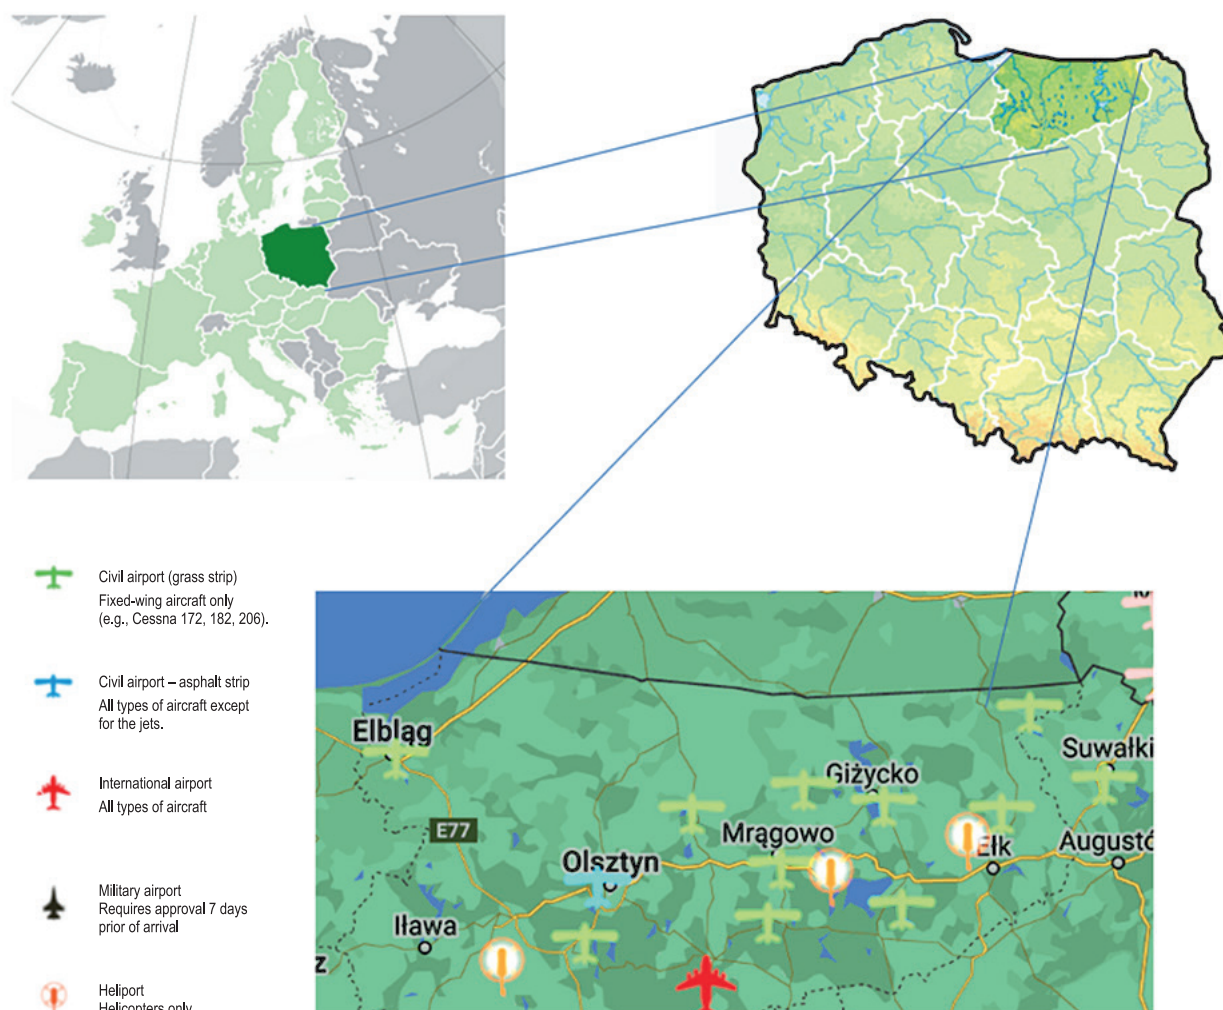 Civil airport (grass strip)
Fixed-wing aircraft only
(e.g., Cessna 172, 182, 206).
Civil airport – asphalt strip
All types of aircraft except
for the jets.
International airport
All types of aircraft
Military airport
Requires approval 7 days
prior of arrival
Heliport
Helicopters only
Elbląg
Suwałki
Giżycko
E77
Mrągowo
Ełk
Augustó
Olsztyn
Iława
z